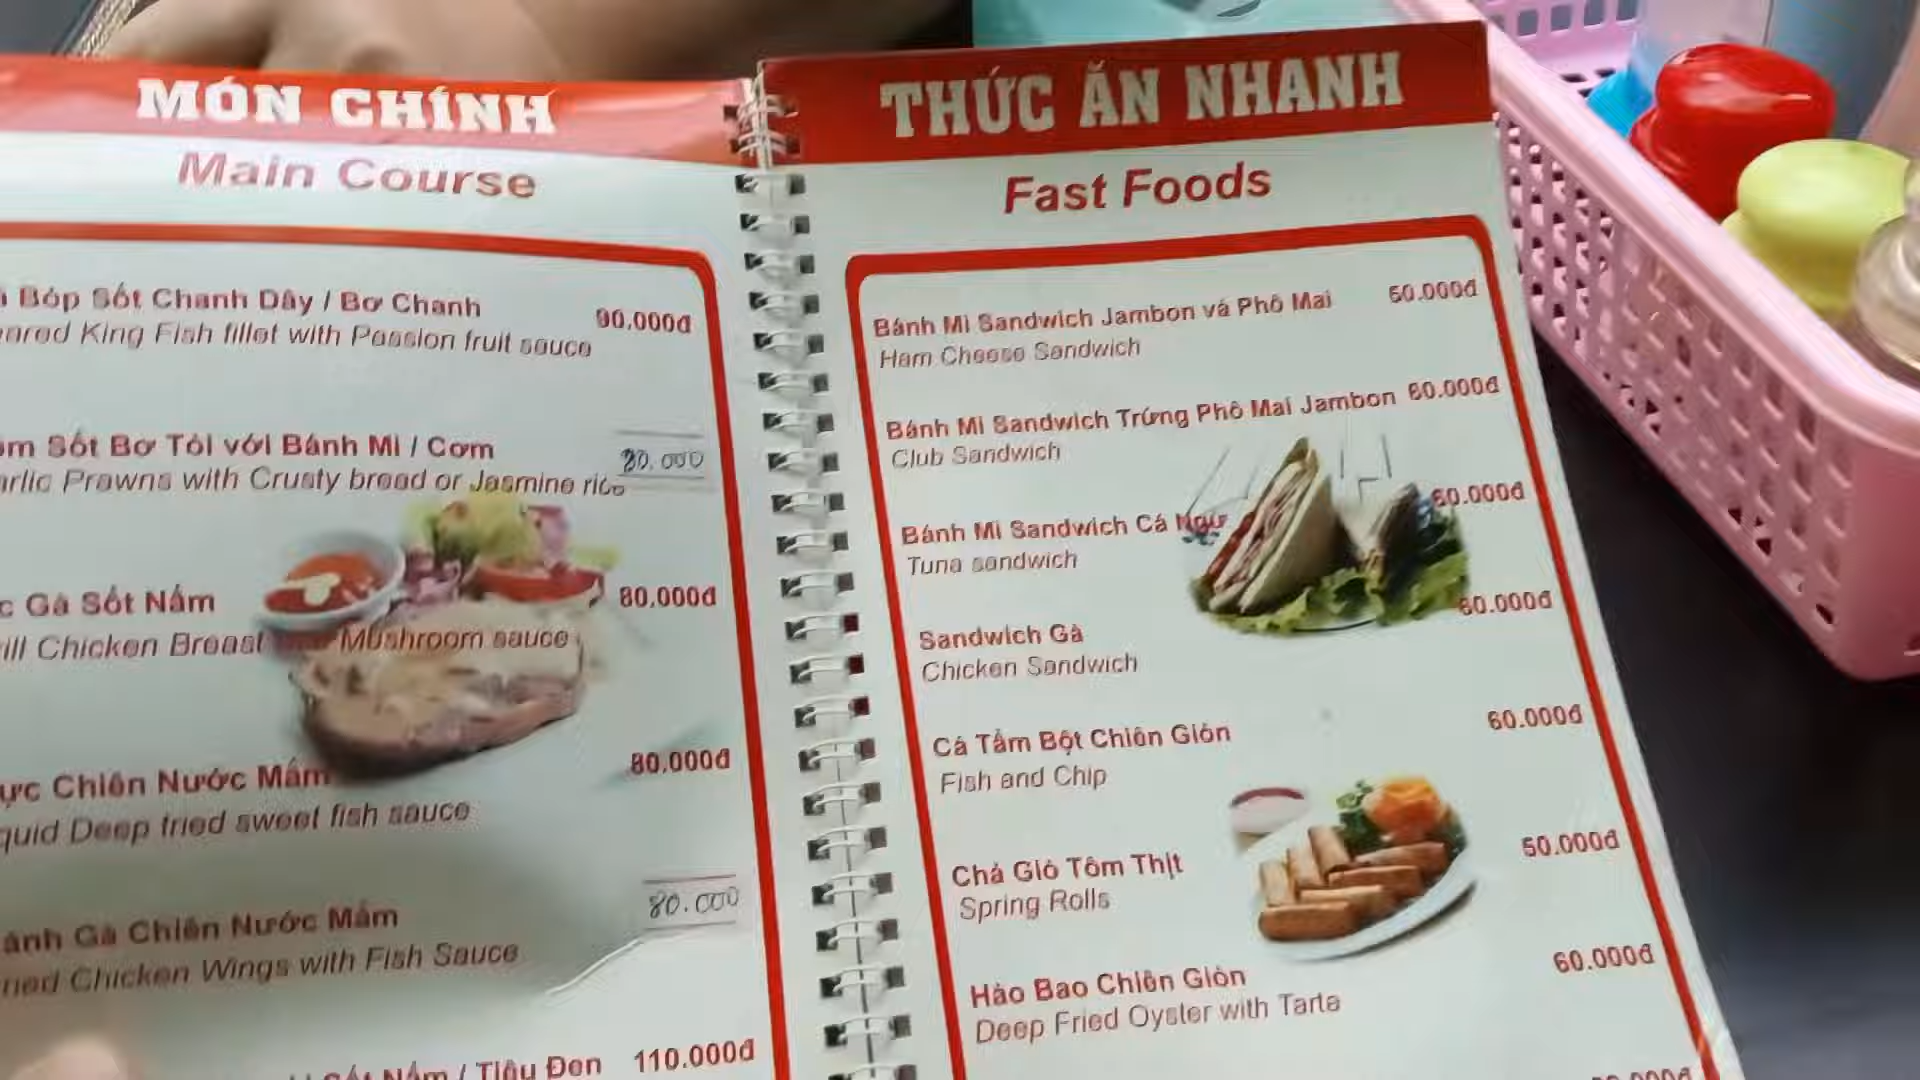 MÓN CHÍNH
Main Course
Bóp Sốt Chanh Dây / Bơ Chanh 90.000đ
King Fish fillet with Passion fruit sauce
Sốt Bơ Tỏi với Bánh Mì / Cơm 80.000
Prawns with Crusty bread or Jasmine rice
Gà Sốt Nấm 80.000đ
Chicken Breast Mushroom sauce
Chiên Nước Mắm 80.000đ
Deep fried sweet fish sauce
Gà Chiên Nước Mắm 80.000
Chicken Wings with Fish Sauce
Nấm / Tiêu Đen 110.000đ
THỨC ĂN NHANH
Fast Foods
Bánh Mì Sandwich Jambon và Phô Mai
Ham Cheese Sandwich
Bánh Mì Sandwich Trứng Phô Mai Jambon 60.000đ
Club Sandwich
Bánh Mì Sandwich Cá Ngừ 60.000đ
Tuna sandwich
Sandwich Gà 60.000đ
Chicken Sandwich
Cá Tẩm Bột Chiên Giòn 60.000đ
Fish and Chip
Chả Giò Tôm Thịt 50.000đ
Spring Rolls
Hào Bao Chiên Giòn 60.000đ
Deep Fried Oyster with Tarta